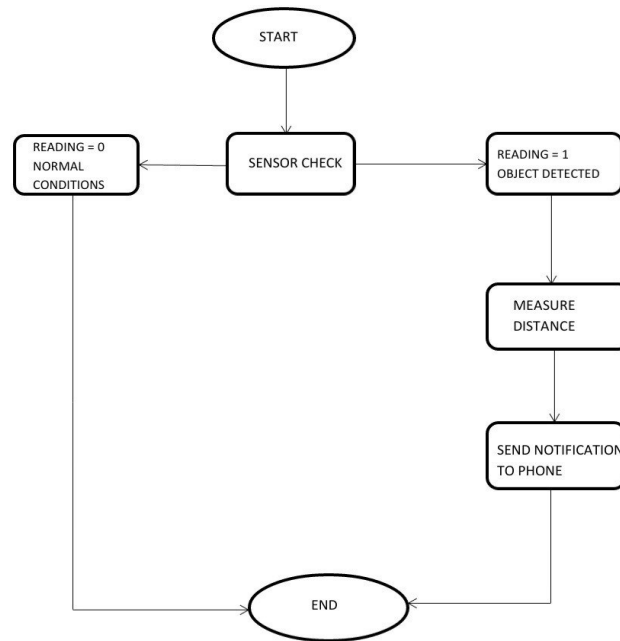 START
READING = 0
NORMAL
CONDITIONS
SENSOR CHECK
READING = 1
OBJECT DETECTED
MEASURE
DISTANCE
SEND NOTIFICATION
TO PHONE
END